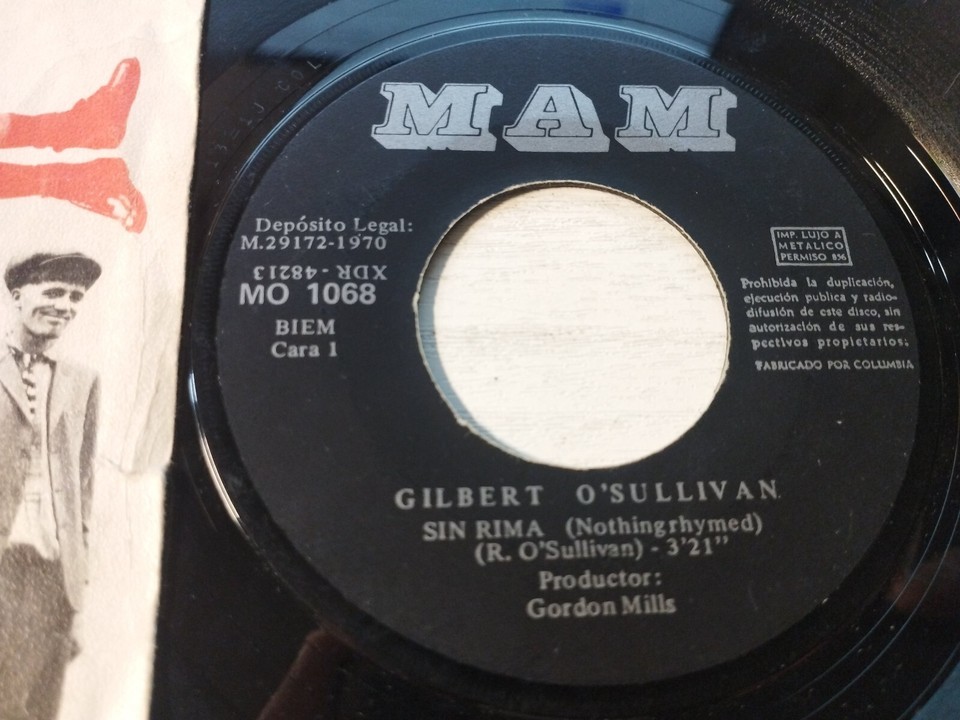 MAM
Depósito Legal:
M.29172-1970
XDR - 48213
MO 1068
BIEM
Cara 1
IMP. LUJO A
METALICO
PERMISO 856
Prohibida la duplicación,
ejecución publica y radio-
difusión de este disco, sin
autorización de sus res-
pectivos propietarios.
FABRICADO POR COLUMBIA
GILBERT O'SULLIVAN
SIN RIMA (Nothingrhymed)
(R. O'Sullivan) - 3'21"
Productor:
Gordon Mills